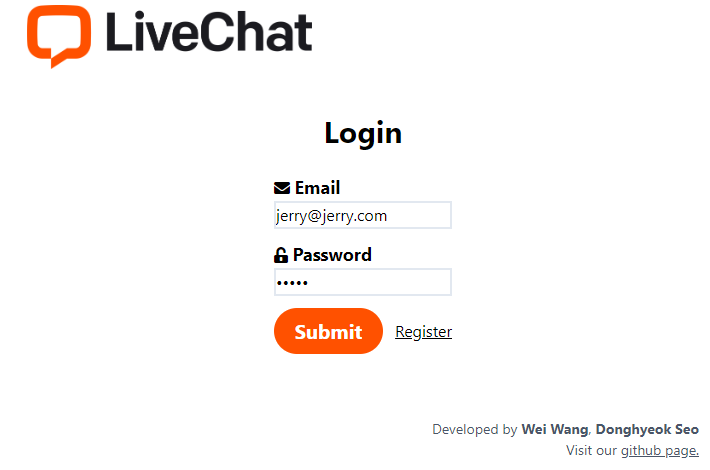 LiveChat
Login
Email
jerry@jerry.com
Password
•••••
Submit Register
Developed by Wei Wang, Donghyeok Seo
Visit our github page.